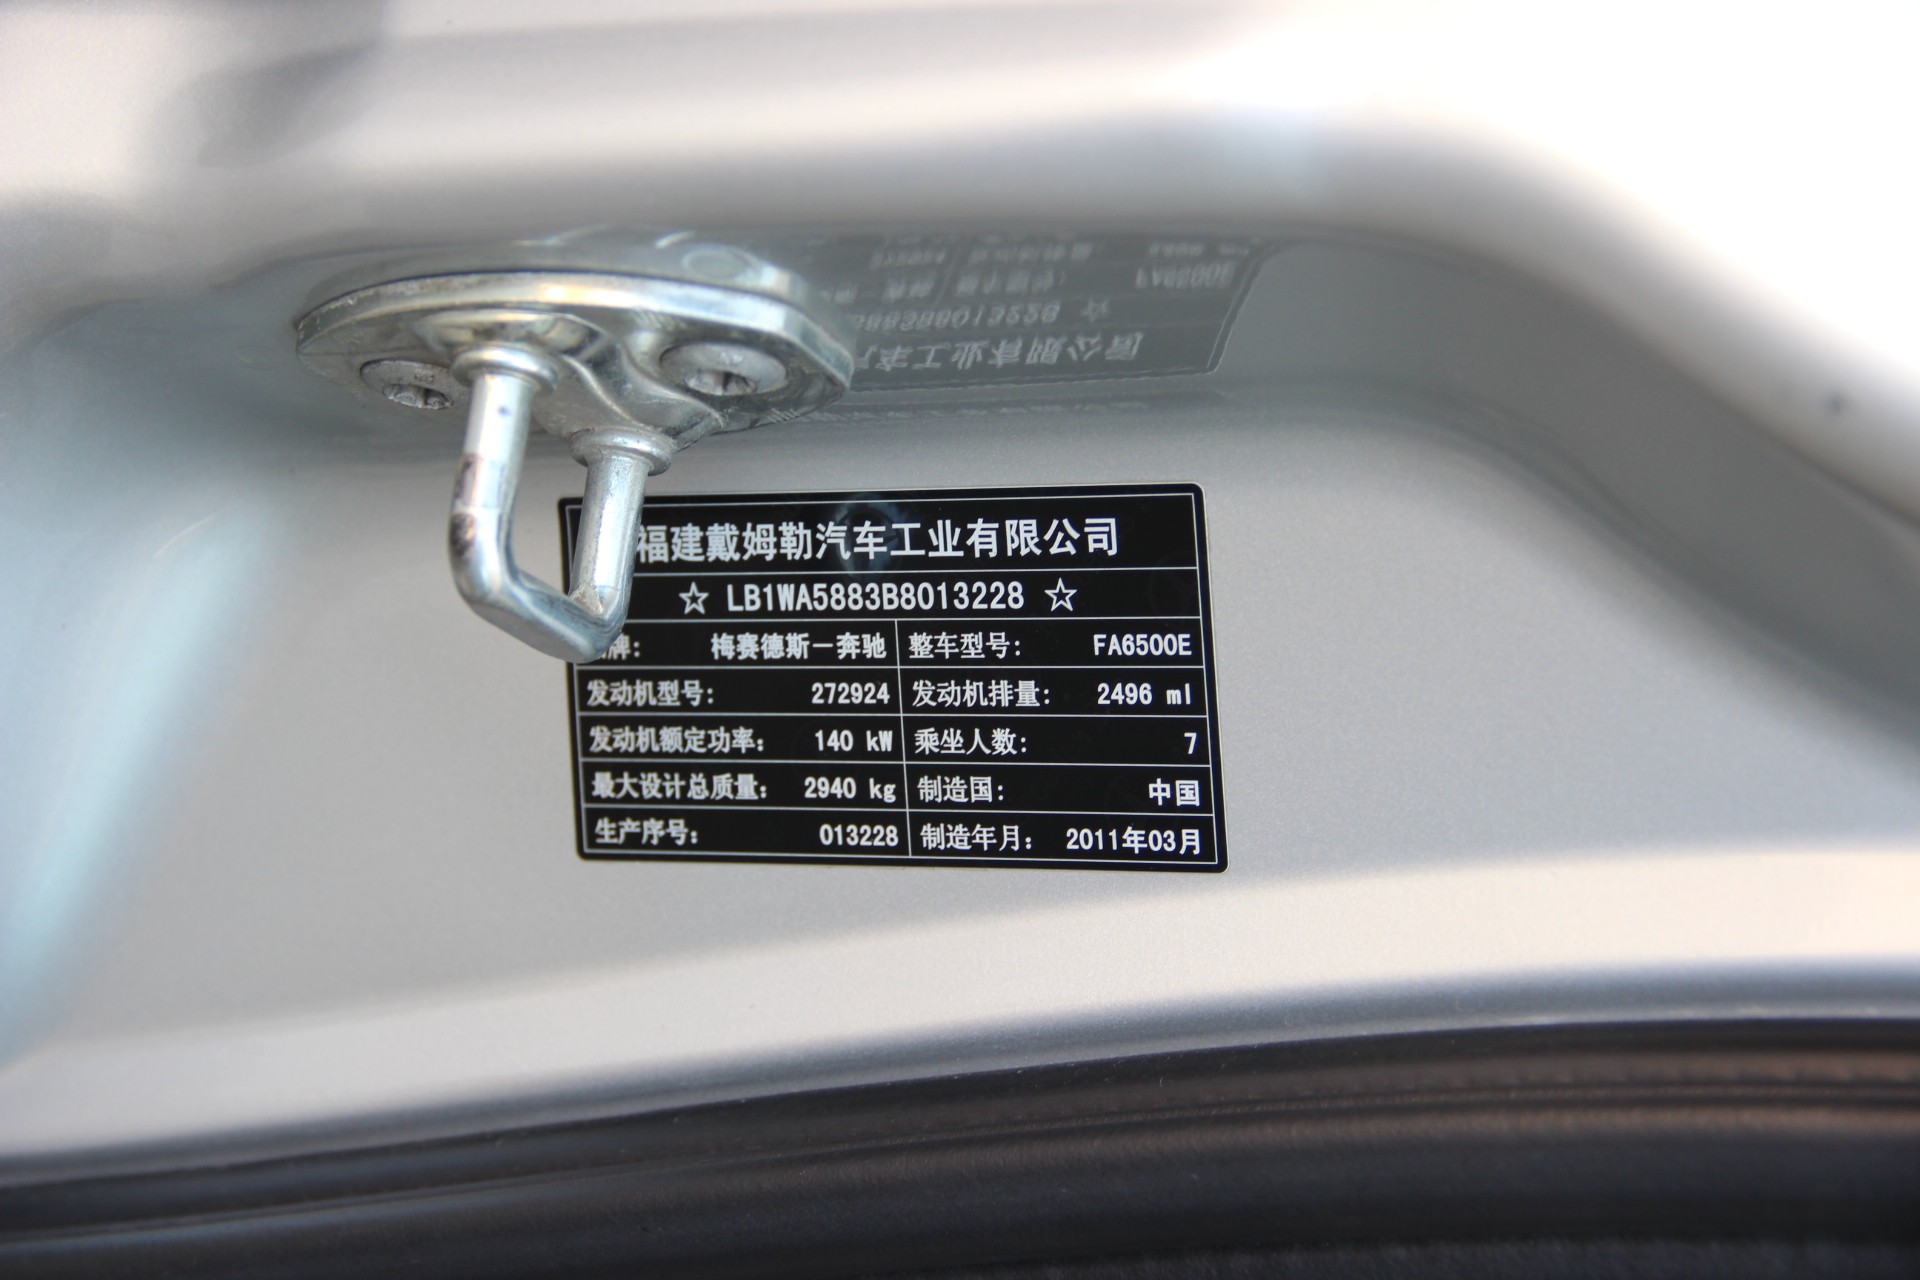 福建戴姆勒汽车工业有限公司
☆ LB1WA5883B8013228 ☆
牌: 梅赛德斯－奔驰 整车型号: FA6500E
发动机型号: 272924 发动机排量: 2496 ml
发动机额定功率: 140 kW 乘坐人数: 7
最大设计总质量: 2940 kg 制造国: 中国
生产序号: 013228 制造年月: 2011年03月